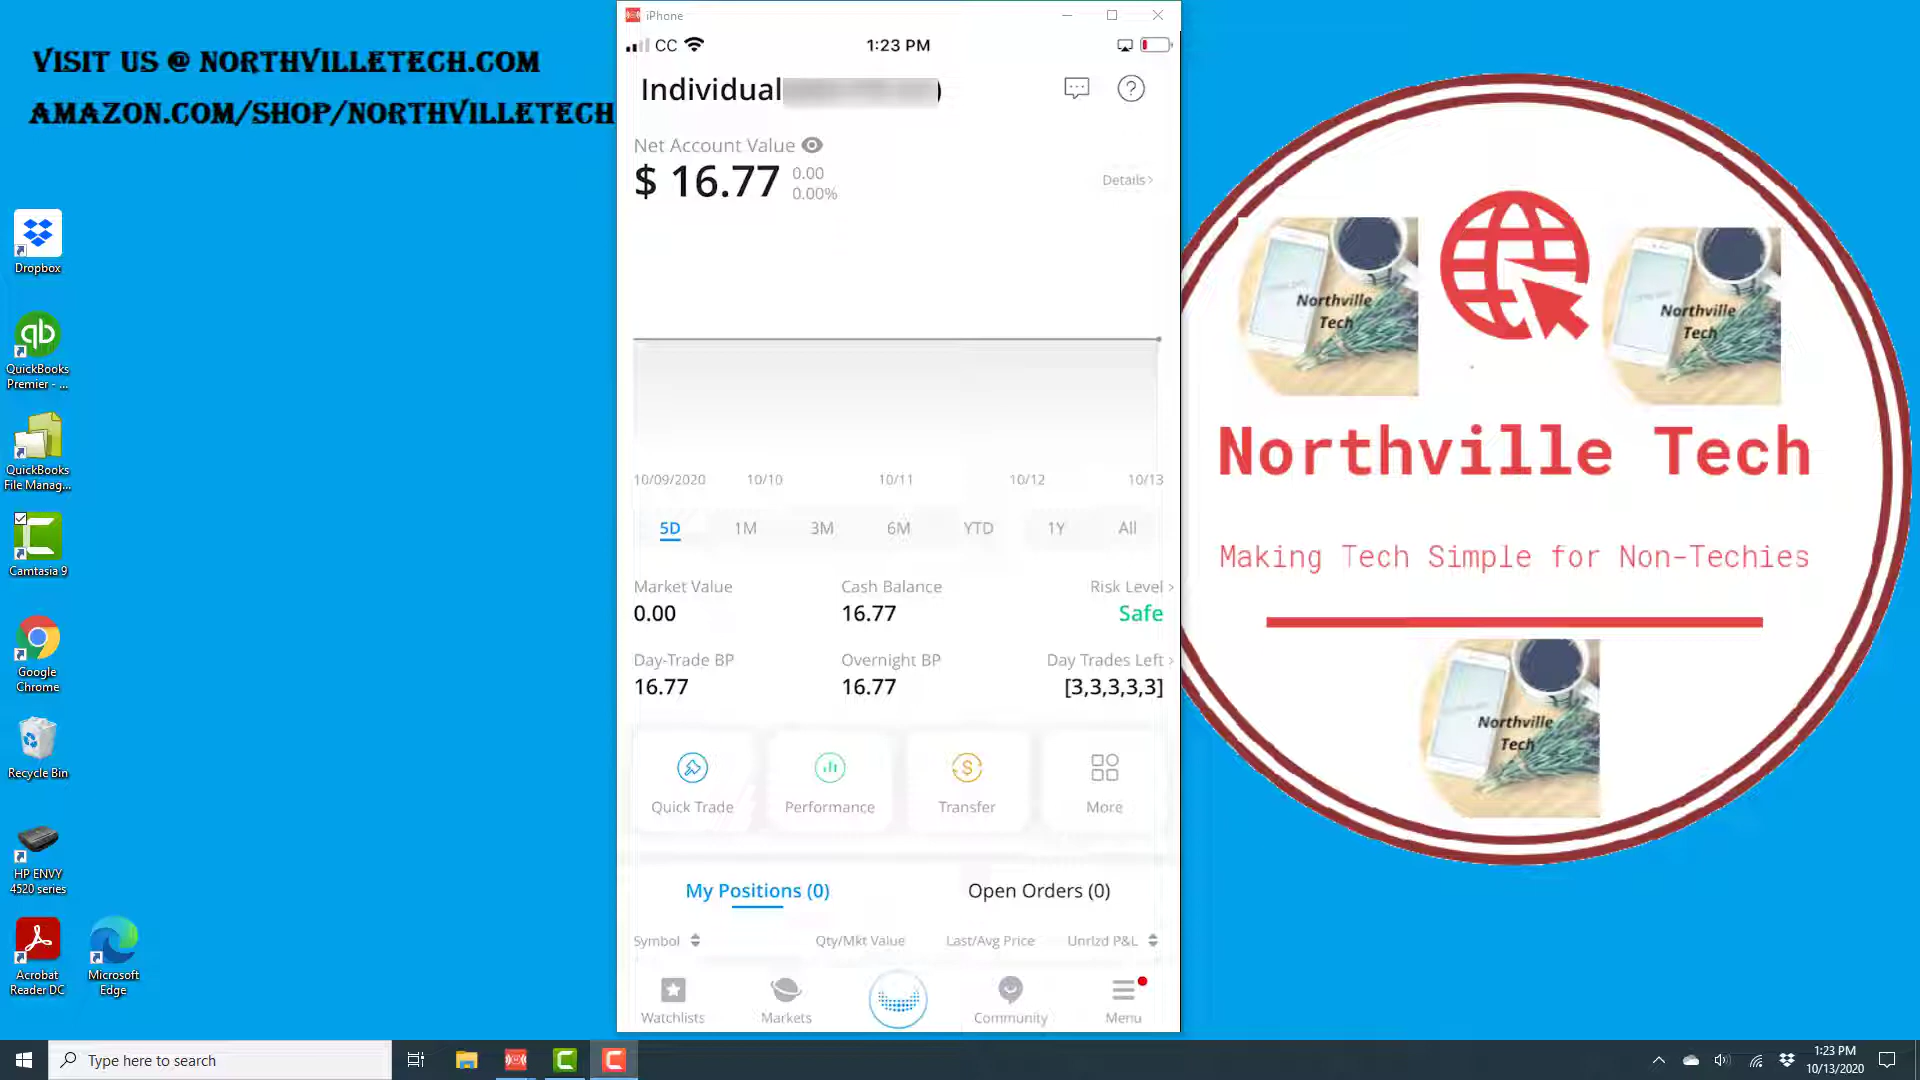 VISIT US @ NORTHVILLETECH.COM
AMAZON.COM/SHOP/NORTHVILLETECH
Dropbox
QuickBooks
Premier - ...
QuickBooks
File Manag...
Camtasia 9
Google
Chrome
Recycle Bin
HP ENVY
4520 series
Acrobat
Reader DC
Microsoft
Edge
iPhone
CC
1:23 PM
Individual )
Net Account Value
$ 16.77
0.00
0.00%
Details>
10/09/2020 10/10 10/11 10/12 10/13
5D 1M 3M 6M YTD 1Y All
Market Value Cash Balance Risk Level >
0.00 16.77 Safe
Day-Trade BP Overnight BP Day Trades Left >
16.77 16.77 [3,3,3,3,3]
Quick Trade Performance Transfer More
My Positions (0) Open Orders (0)
Symbol Qty/Mkt Value Last/Avg Price Unrlzd P&L
Watchlists Markets Community Menu
Northville
Tech
Northville
Tech
Northville Tech
Making Tech Simple for Non-Techies
Northville
Tech
Type here to search
1:23 PM
10/13/2020